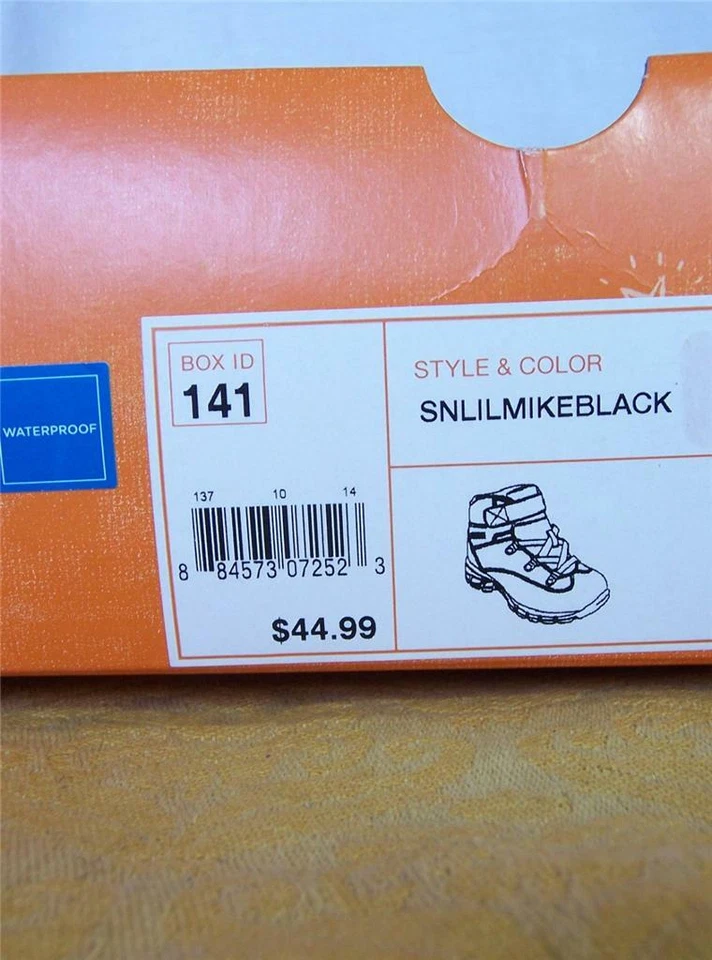 WATERPROOF
BOX ID
141
137 10 14
8 84573 07252 3
$44.99
STYLE & COLOR
SNLILMIKEBLACK